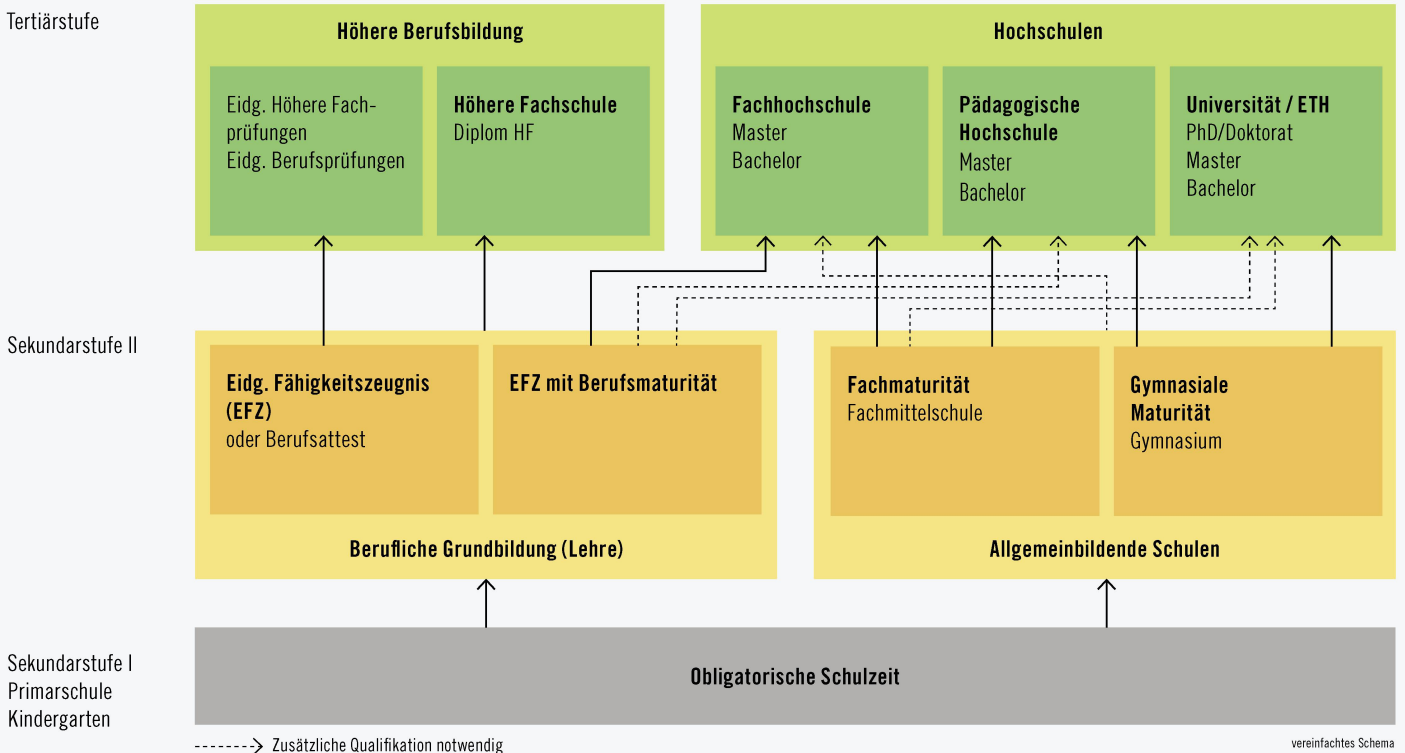 Tertiärstufe
Höhere Berufsbildung
Hochschulen
Eidg. Höhere Fach-
prüfungen
Eidg. Berufsprüfungen
Höhere Fachschule
Diplom HF
Fachhochschule
Master
Bachelor
Pädagogische
Hochschule
Master
Bachelor
Universität / ETH
PhD/Doktorat
Master
Bachelor
Sekundarstufe II
Eidg. Fähigkeitszeugnis
(EFZ)
oder Berufsattest
EFZ mit Berufsmaturität
Berufliche Grundbildung (Lehre)
Fachmaturität
Fachmittelschule
Gymnasiale
Maturität
Gymnasium
Allgemeinbildende Schulen
Sekundarstufe I
Primarschule
Kindergarten
Obligatorische Schulzeit
Zusätzliche Qualifikation notwendig
vereinfachtes Schema